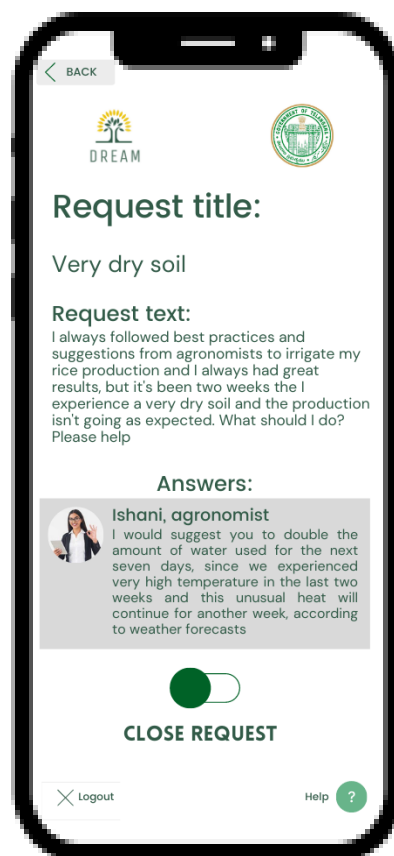 BACK
DREAM
GOVERNMENT OF TELANGANA
Request title:
Very dry soil
Request text:
I always followed best practices and
suggestions from agronomists to irrigate my
rice production and I always had great
results, but it's been two weeks the I
experience a very dry soil and the production
isn't going as expected. What should I do?
Please help
Answers:
Ishani, agronomist
I would suggest you to double the
amount of water used for the next
seven days, since we experienced
very high temperature in the last two
weeks and this unusual heat will
continue for another week, according
to weather forecasts
CLOSE REQUEST
Logout
Help ?